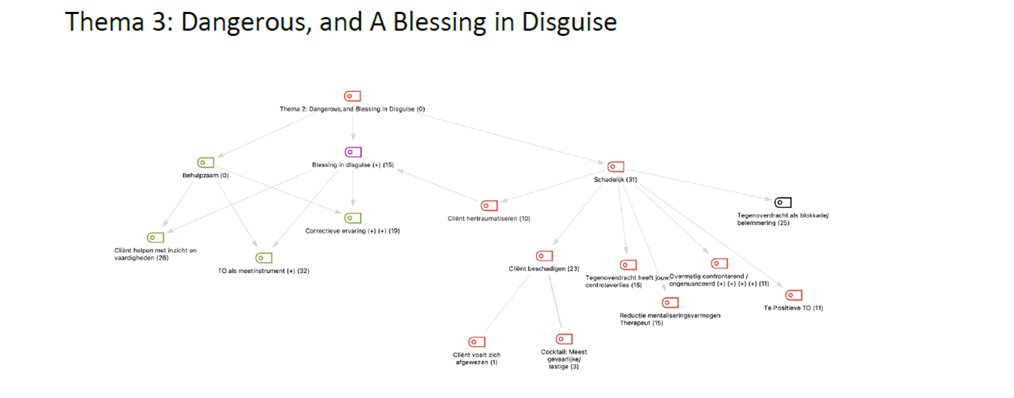 Thema 3: Dangerous, and A Blessing in Disguise
Thema 2: Dangerous,and Blessing in Disguise (0)
Behulpzaam (0)
Blessing in disguise (+) (15)
Schadelijk (31)
Cliënt hertraumatiseren (10)
Tegenoverdracht als blokkade/
belemmering (25)
Correctieve ervaring (+) (+) (19)
Cliënt helpen met inzicht en
vaardigheden (26)
TO als meetinstrument (+) (32)
Cliënt beschadigen (23)
Tegenoverdracht heeft jouw
controleverlies (15)
Overmatig confronterend /
ongenuanceerd (+) (+) (+) (+) (11)
Te Positieve TO (11)
Reductie mentaliseringsvermogen
Therapeut (15)
Cliënt voelt zich
afgewezen (1)
Cocktail: Meest
gevaarlijke/
lastige (3)